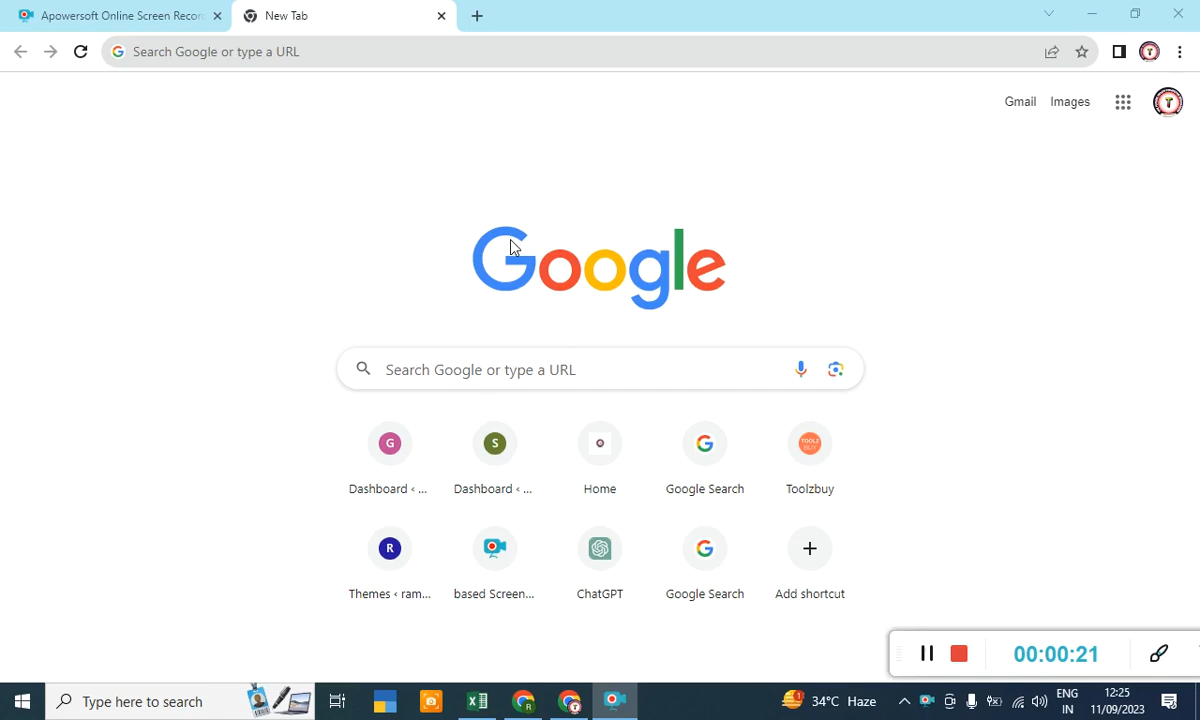 Apowersoft Online Screen Recor
New Tab
Search Google or type a URL
Gmail Images
Google
Search Google or type a URL
G
S
TOOLZ
BUY
Dashboard < ...
Dashboard < ...
Home
Google Search
Toolzbuy
R
Themes < ram...
based Screen...
ChatGPT
Google Search
Add shortcut
00:00:21
Type here to search
34°C Haze
ENG
IN
12:25
11/09/2023